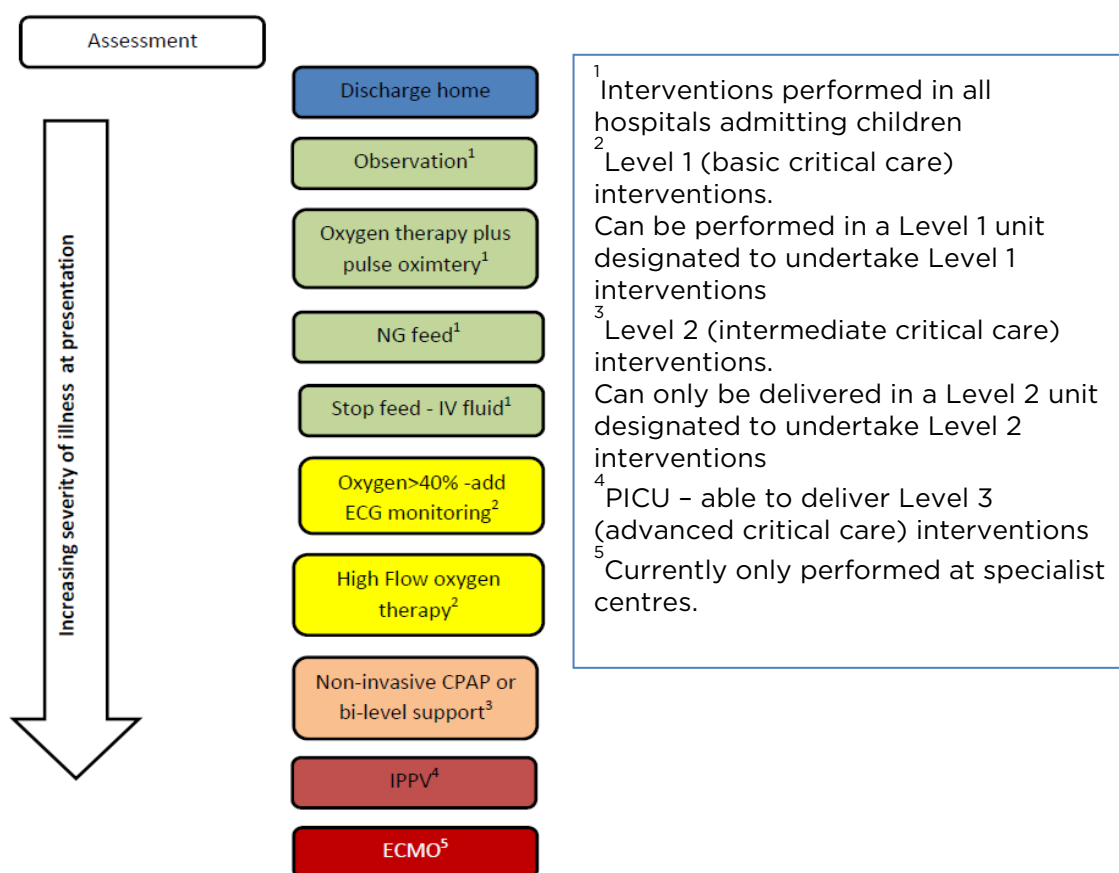 Assessment
Increasing severity of illness at presentation
Discharge home
Observation¹
Oxygen therapy plus
pulse oximtery¹
NG feed¹
Stop feed - IV fluid¹
Oxygen>40% -add
ECG monitoring²
High Flow oxygen
therapy²
Non-invasive CPAP or
bi-level support³
IPPV⁴
ECMO⁵
¹Interventions performed in all
hospitals admitting children
²Level 1 (basic critical care)
interventions.
Can be performed in a Level 1 unit
designated to undertake Level 1
interventions
³Level 2 (intermediate critical care)
interventions.
Can only be delivered in a Level 2 unit
designated to undertake Level 2
interventions
⁴PICU – able to deliver Level 3
(advanced critical care) interventions
⁵Currently only performed at specialist
centres.